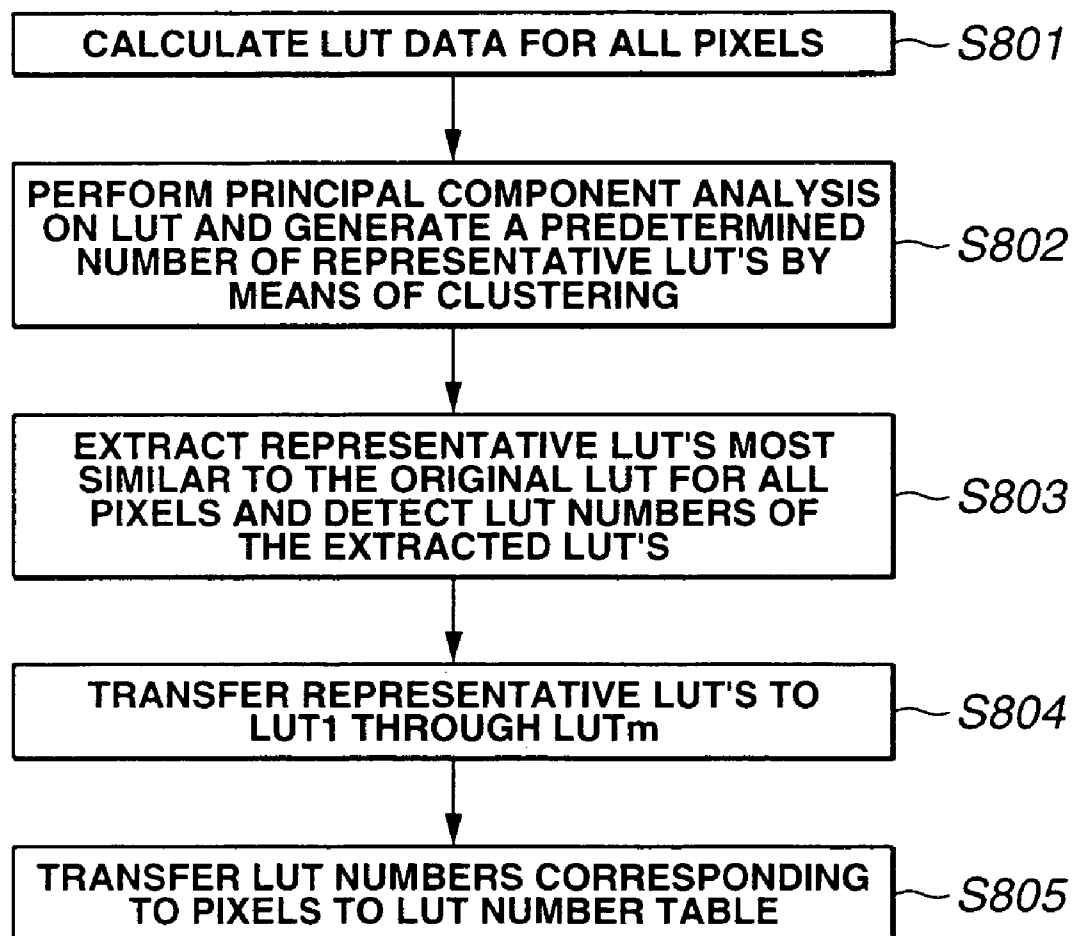 CALCULATE LUT DATA FOR ALL PIXELS
S801
PERFORM PRINCIPAL COMPONENT ANALYSIS
ON LUT AND GENERATE A PREDETERMINED
NUMBER OF REPRESENTATIVE LUT'S BY
MEANS OF CLUSTERING
S802
EXTRACT REPRESENTATIVE LUT'S MOST
SIMILAR TO THE ORIGINAL LUT FOR ALL
PIXELS AND DETECT LUT NUMBERS OF
THE EXTRACTED LUT'S
S803
TRANSFER REPRESENTATIVE LUT'S TO
LUT1 THROUGH LUTm
S804
TRANSFER LUT NUMBERS CORRESPONDING
TO PIXELS TO LUT NUMBER TABLE
S805